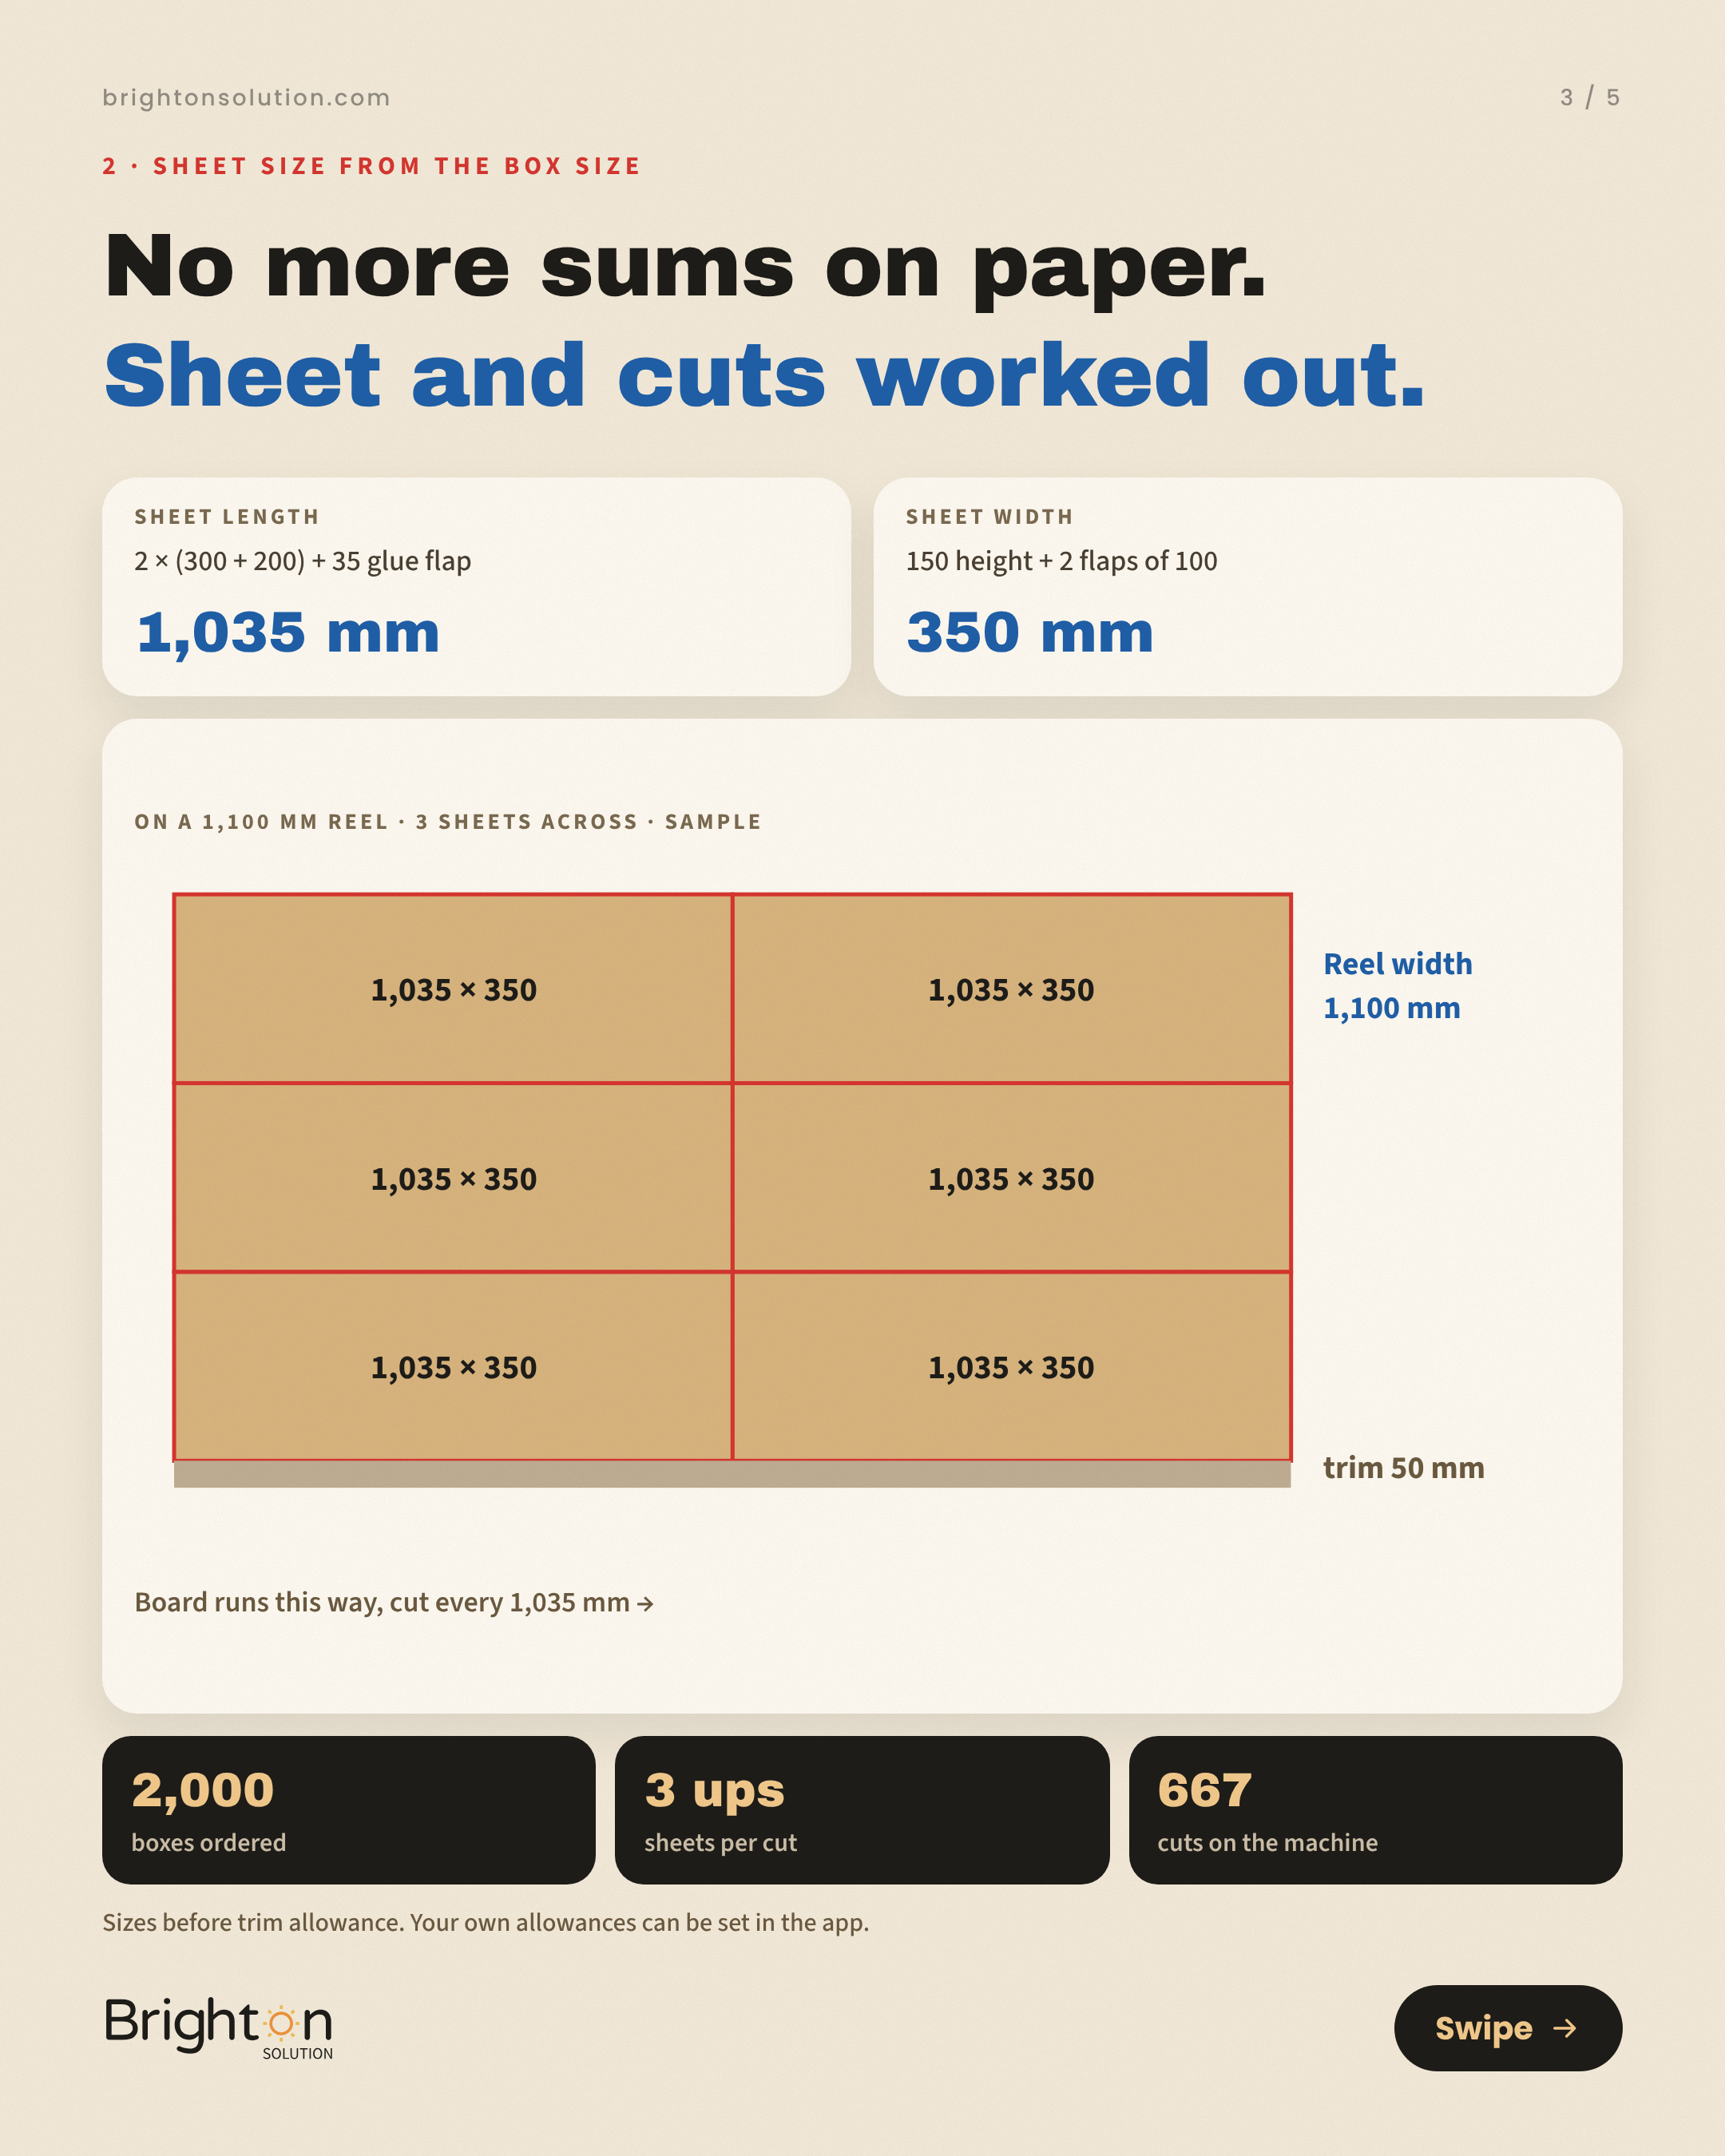 brightonsolution.com
3 / 5
2 · SHEET SIZE FROM THE BOX SIZE
No more sums on paper.
Sheet and cuts worked out.
SHEET LENGTH
2 × (300 + 200) + 35 glue flap
1,035 mm
SHEET WIDTH
150 height + 2 flaps of 100
350 mm
ON A 1,100 MM REEL · 3 SHEETS ACROSS · SAMPLE
1,035 × 350
1,035 × 350
Reel width
1,100 mm
1,035 × 350
1,035 × 350
1,035 × 350
1,035 × 350
trim 50 mm
Board runs this way, cut every 1,035 mm →
2,000
boxes ordered
3 ups
sheets per cut
667
cuts on the machine
Sizes before trim allowance. Your own allowances can be set in the app.
Brighton
SOLUTION
Swipe →